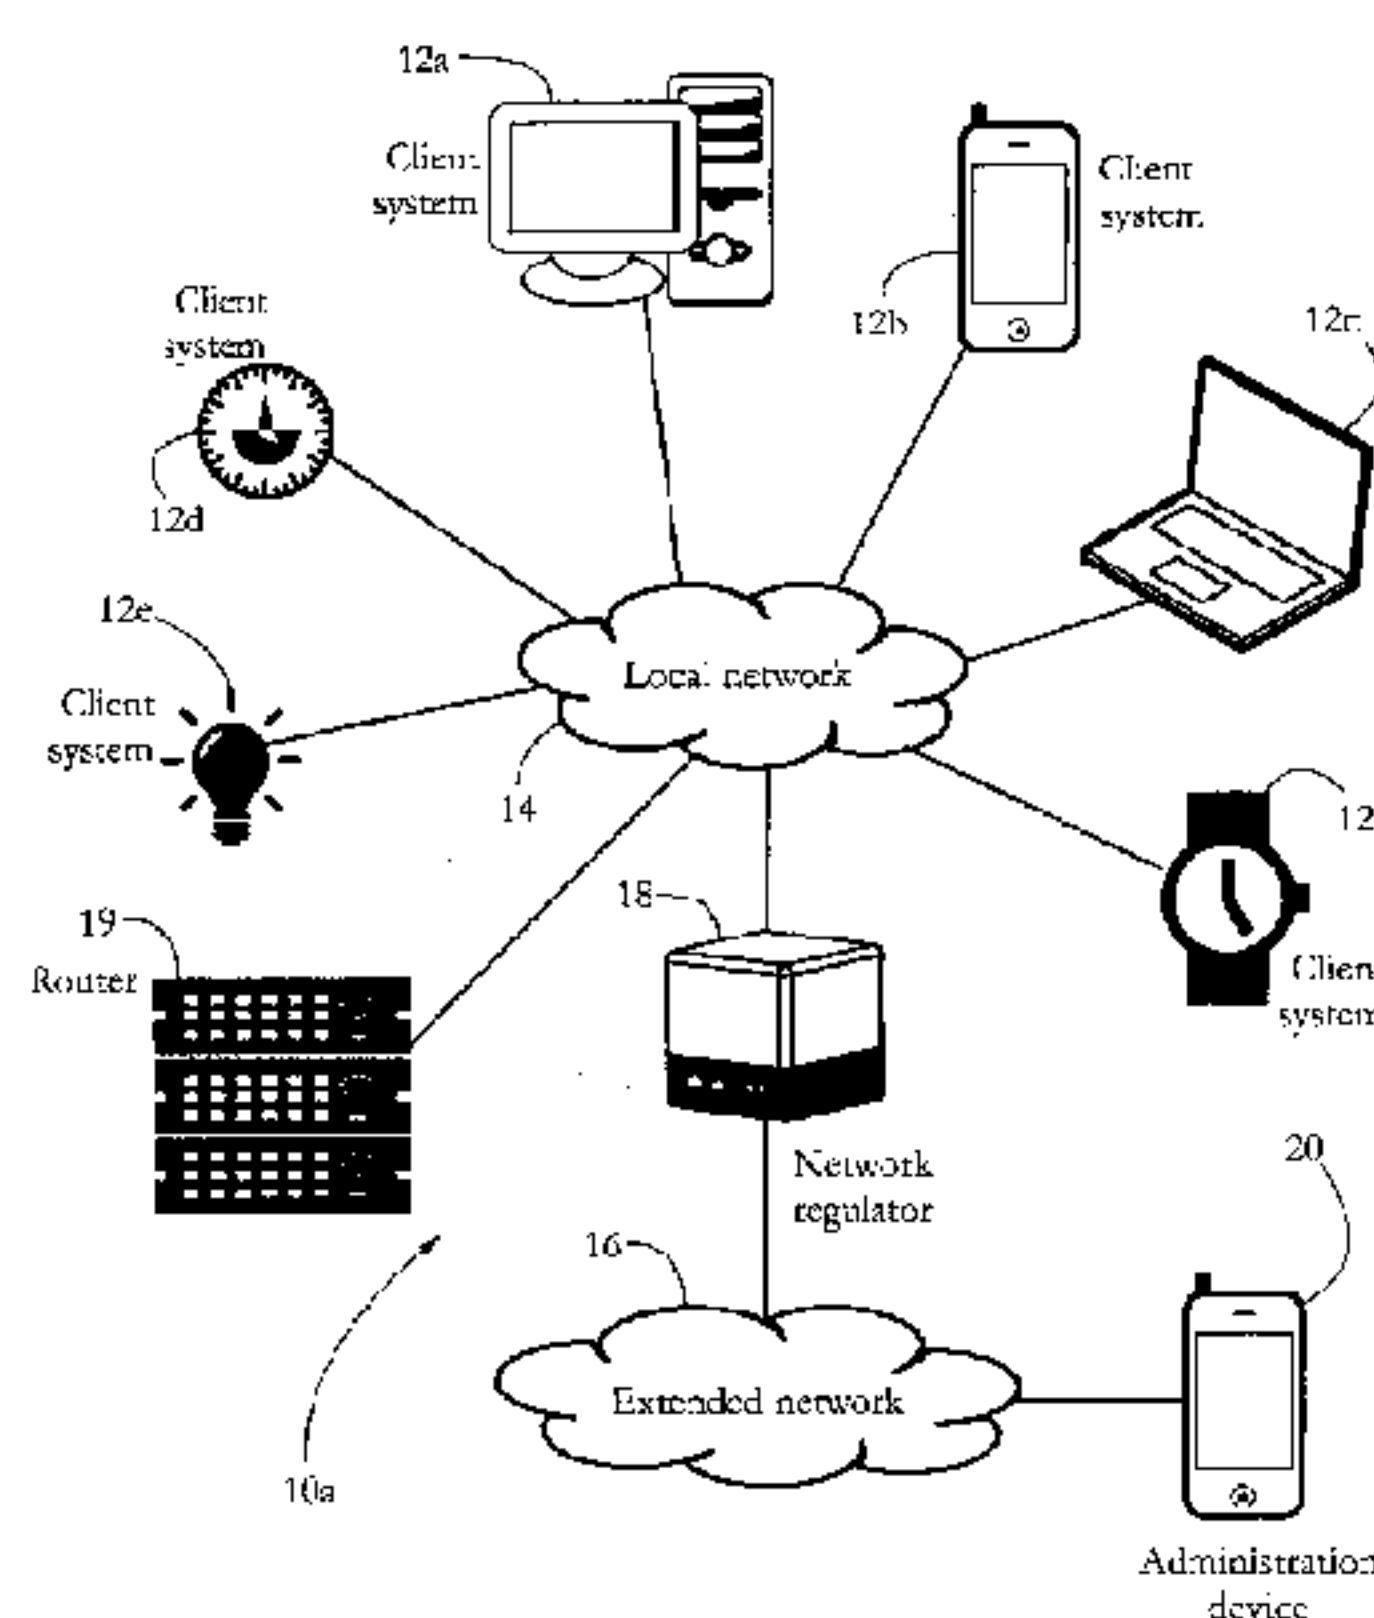 12a
Client
system
Client
system
12b
Client
system
12d
12e
Client
system
Local network
14
12
Client
system
18
19
Router
Network
regulator
20
16
Extended network
10a
Administration
device